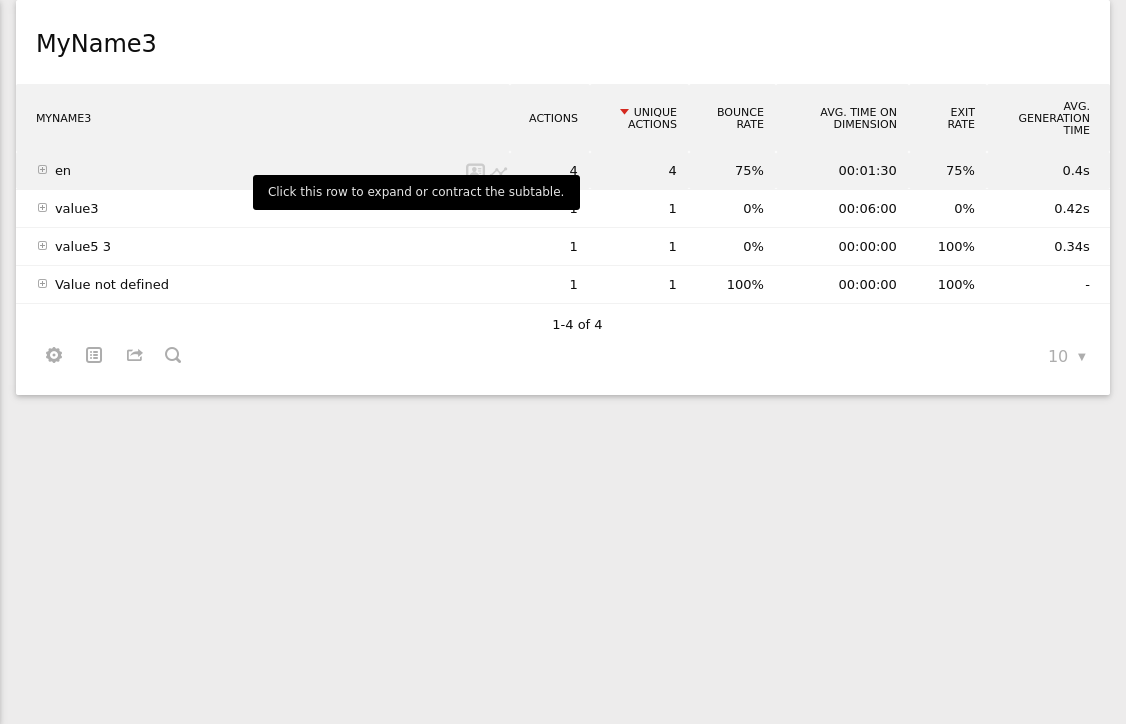 MyName3
MYNAME3 ACTIONS UNIQUE ACTIONS BOUNCE RATE AVG. TIME ON DIMENSION EXIT RATE AVG. GENERATION TIME
en 4 4 75% 00:01:30 75% 0.4s
Click this row to expand or contract the subtable.
value3 1 1 0% 00:06:00 0% 0.42s
value5 3 1 1 0% 00:00:00 100% 0.34s
Value not defined 1 1 100% 00:00:00 100% -
1-4 of 4
10